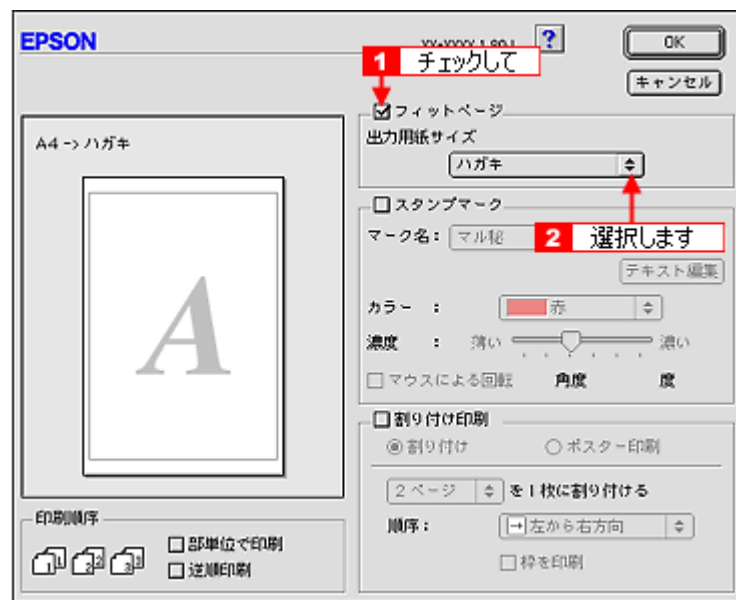 EPSON
OK
1 チェックして
キャンセル
フィットページ
A4 -> ハガキ
出力用紙サイズ
ハガキ
A
スタンプマーク
マーク名： マル秘
2 選択します
テキスト編集
カラー ： 赤
濃度 ： 薄い 濃い
マウスによる回転 角度 度
割り付け印刷
割り付け ポスター印刷
2 ページ を 1 枚に割り付ける
順序： 左から右方向
枠を印刷
印刷順序
部単位で印刷
逆順印刷